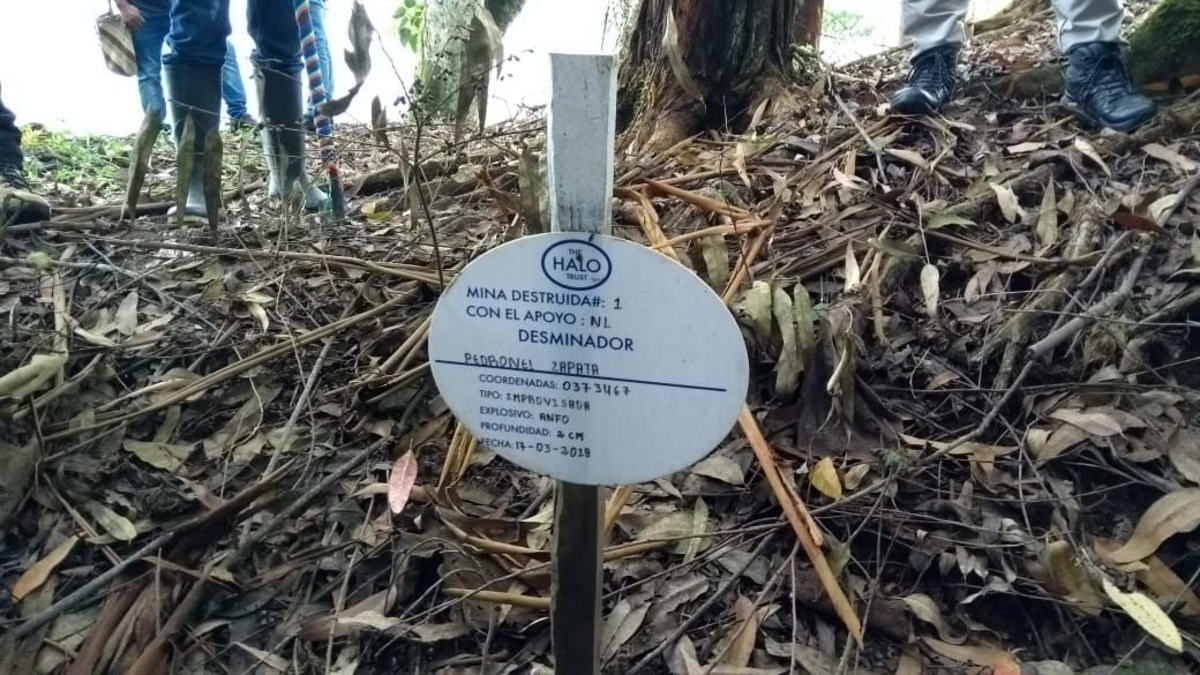 THE
HALO
TRUST
MINA DESTRUIDA#: 1
CON EL APOYO : NL
DESMINADOR
PEDRONEL ZAPATA
COORDENADAS: 0373467
TIPO: IMPROVISADA
EXPLOSIVO: ANFO
PROFUNDIDAD: 2 CM
FECHA: 17-03-2018